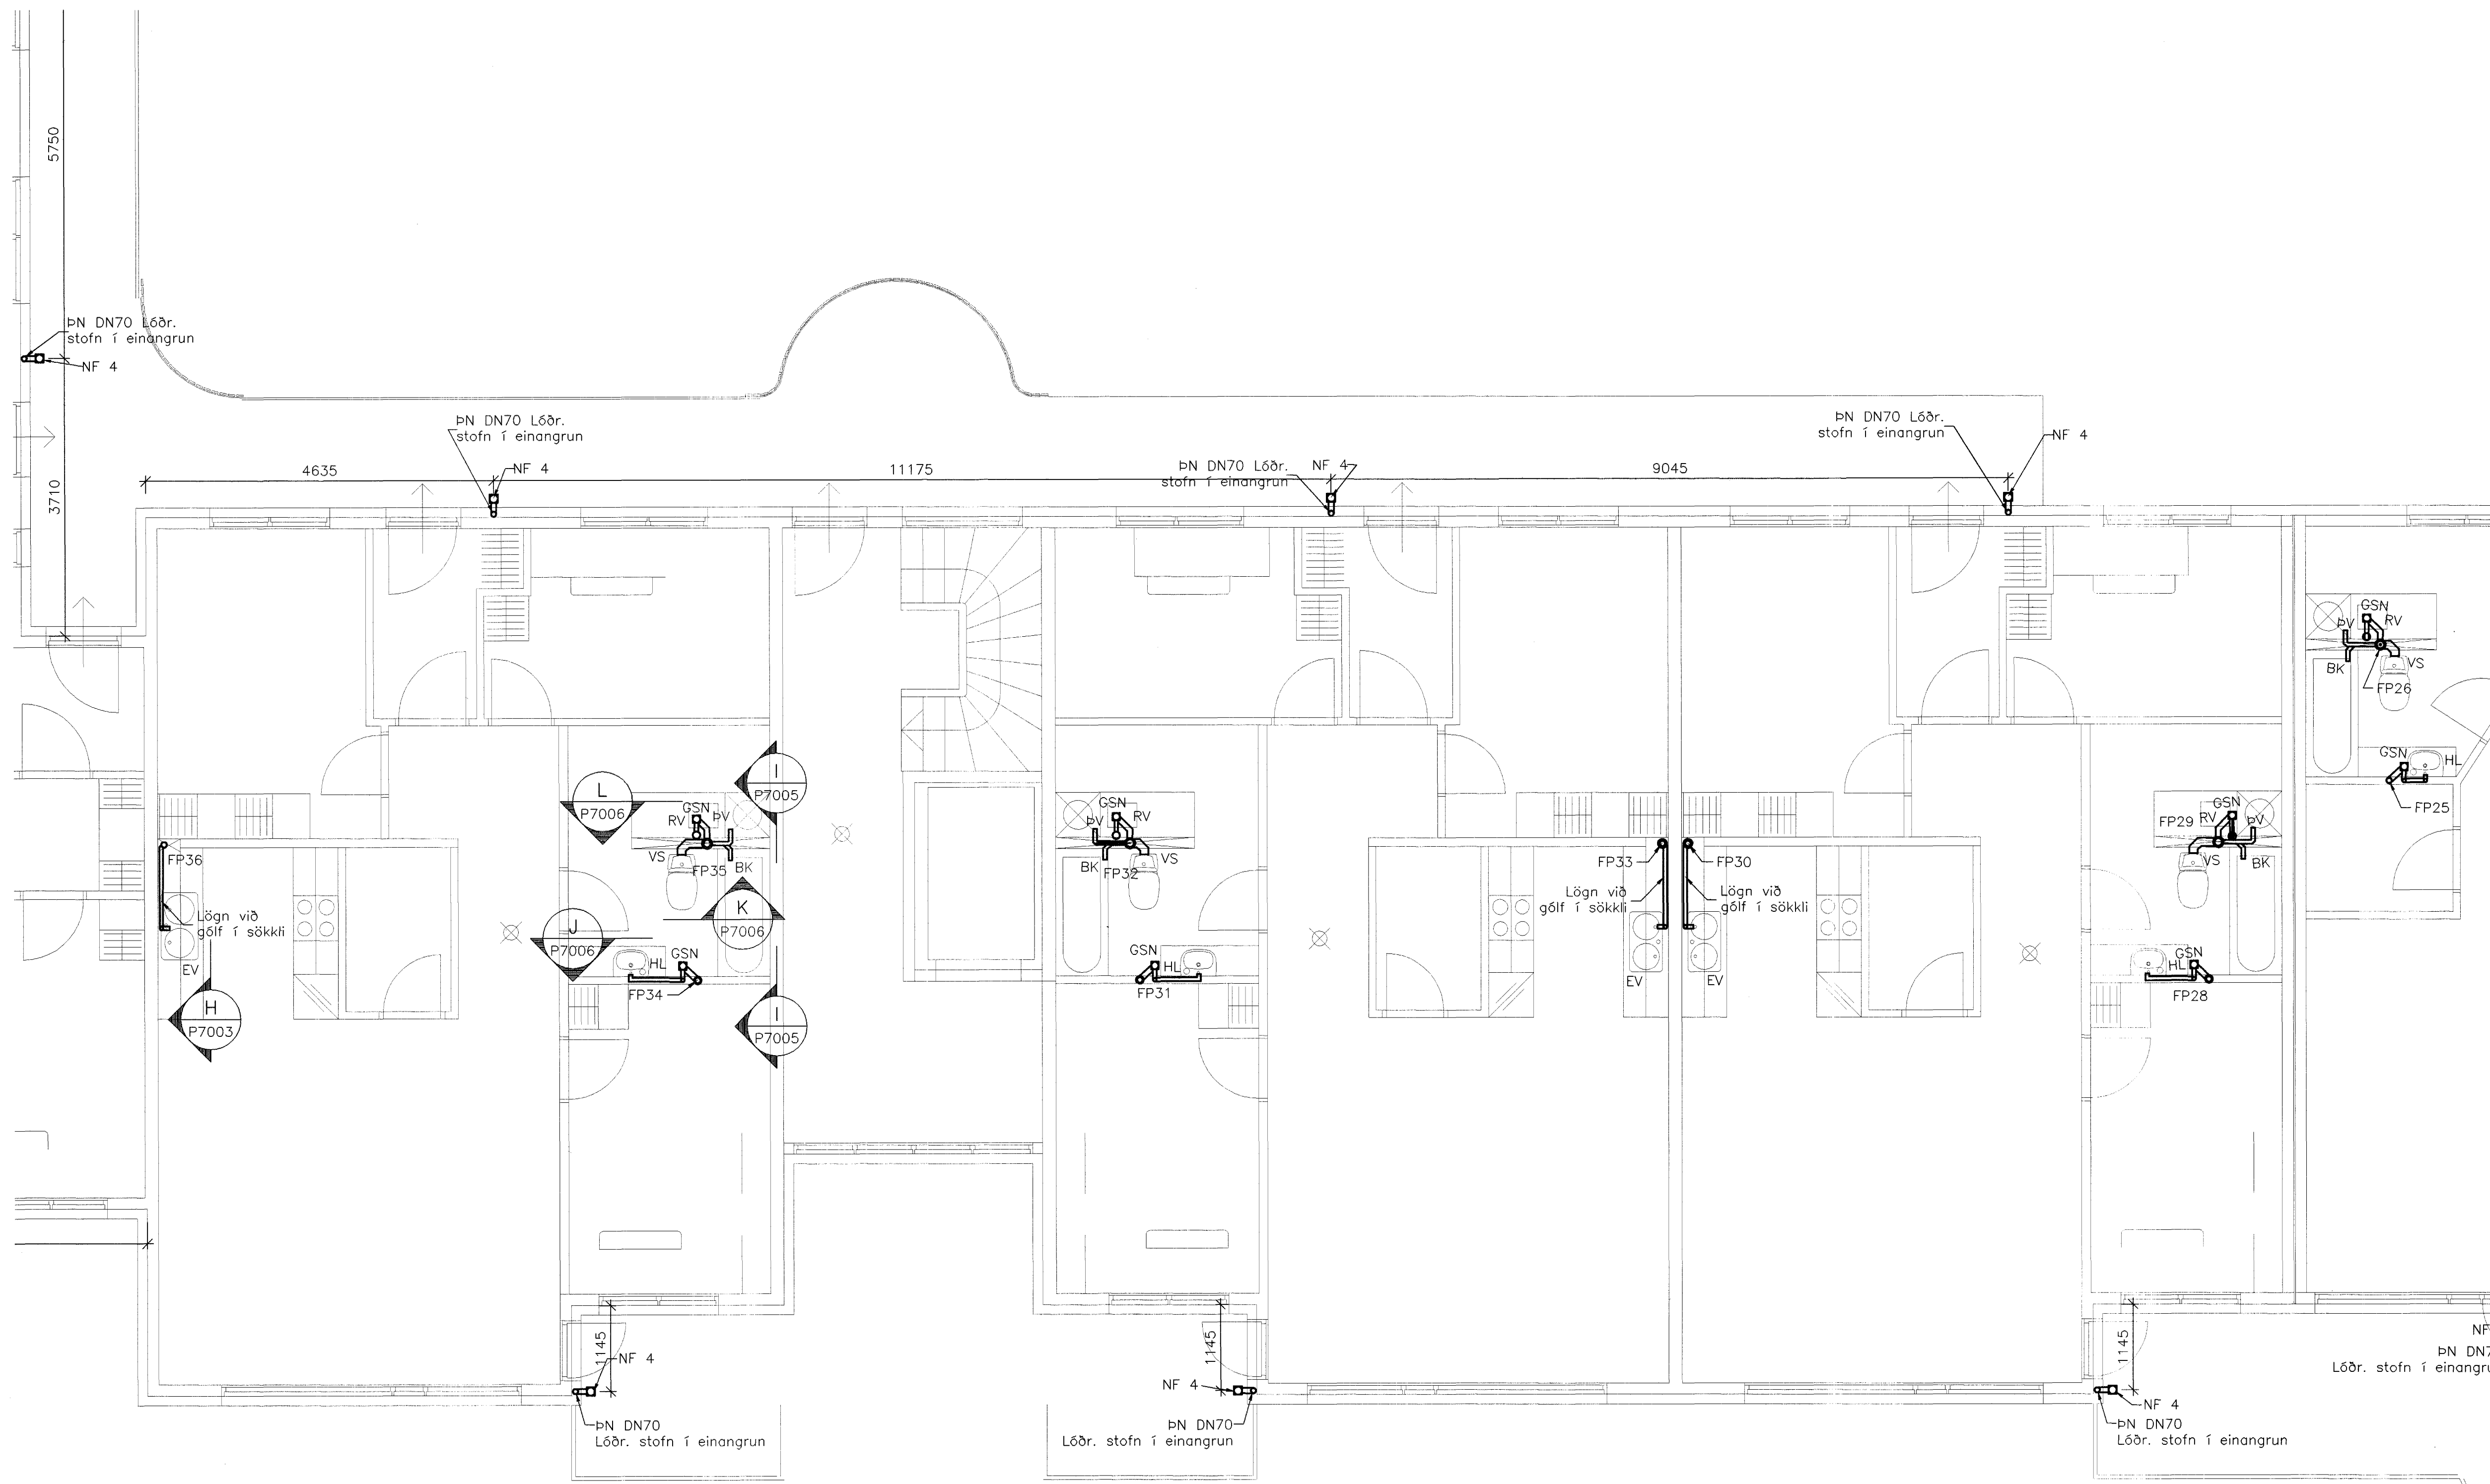 5750
ÞN DN70 Lóðr.
stofn í einangrun
NF 4
3710
ÞN DN70 Lóðr.
stofn í einangrun
NF 4
4635
11175
ÞN DN70 Lóðr.
stofn í einangrun
NF 4
9045
ÞN DN70 Lóðr.
stofn í einangrun
NF 4
GSN
ÞV
RV
BK
VS
FP26
GSN
HL
FP25
I
P7005
L
P7006
GSN
RV
ÞV
VS
FP35
BK
K
P7006
J
P7006
GSN
HL
FP34
I
P7005
FP36
Lögn við
gólf í sökkli
EV
H
P7003
GSN
ÞV
RV
BK
FP32
VS
GSN
HL
FP31
FP33
Lögn við
gólf í sökkli
EV
FP30
Lögn við
gólf í sökkli
EV
GSN
FP29
RV
ÞV
VS
BK
GSN
HL
FP28
1145
NF 4
ÞN DN70
Lóðr. stofn í einangrun
1145
NF 4
ÞN DN70
Lóðr. stofn í einangrun
1145
NF 4
ÞN DN70
Lóðr. stofn í einangrun
NF
ÞN DN7
Lóðr. stofn í einangru